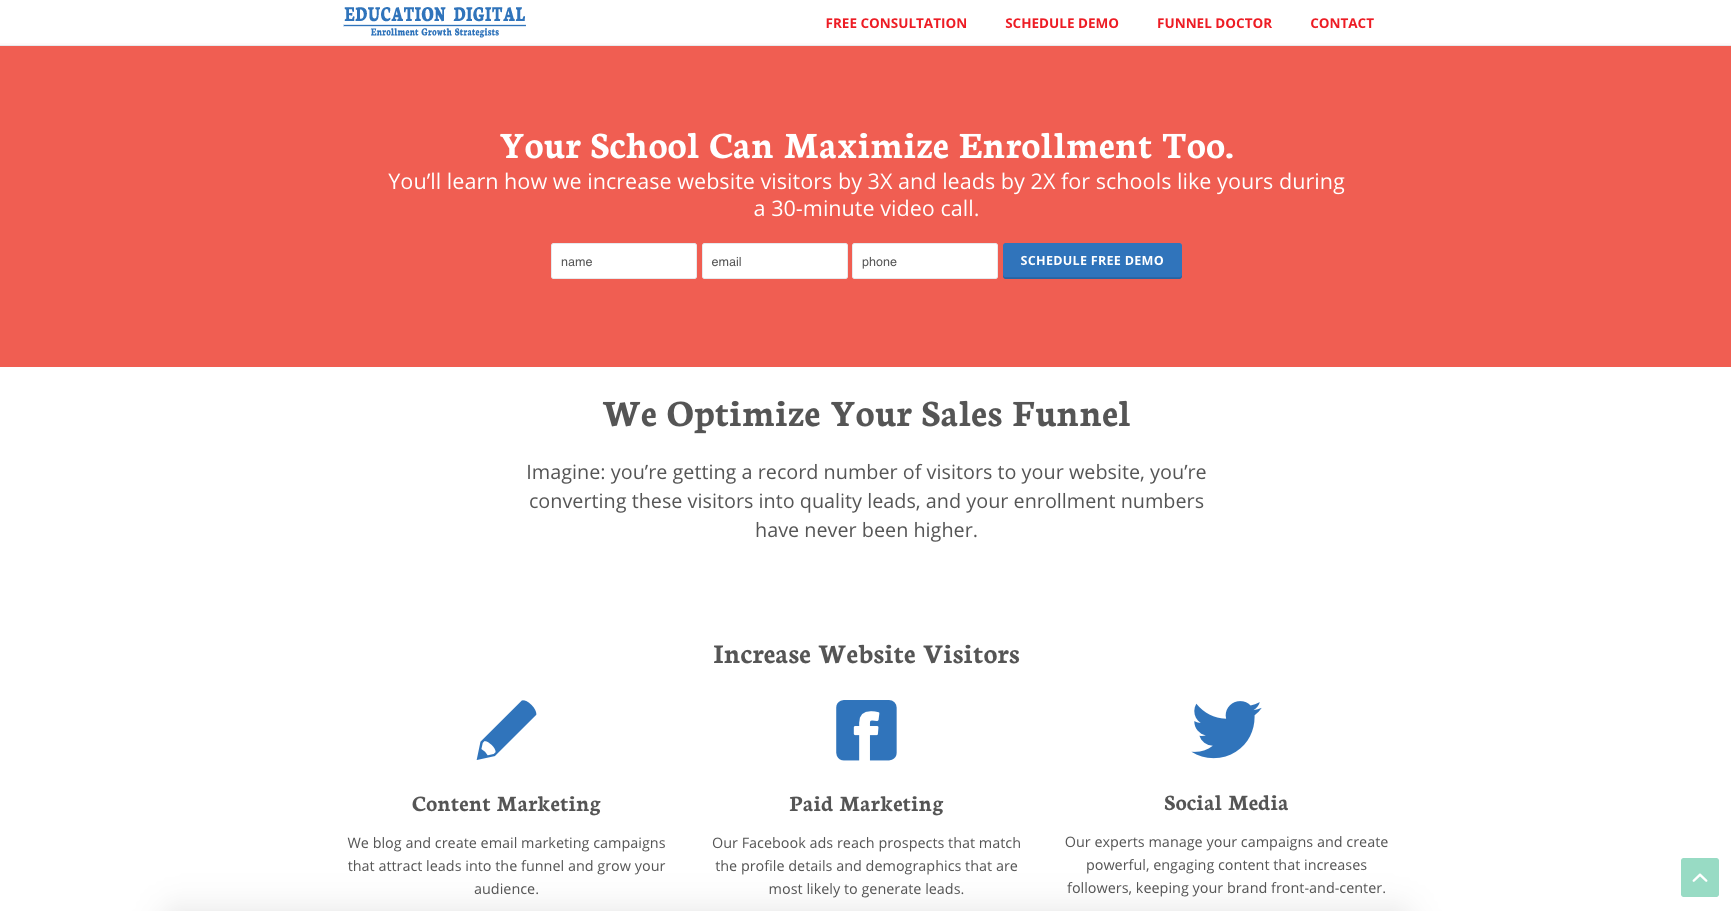 EDUCATION DIGITAL
Enrollment Growth Strategists
FREE CONSULTATION
SCHEDULE DEMO
FUNNEL DOCTOR
CONTACT
Your School Can Maximize Enrollment Too.
You’ll learn how we increase website visitors by 3X and leads by 2X for schools like yours during
a 30-minute video call.
name
email
phone
SCHEDULE FREE DEMO
We Optimize Your Sales Funnel
Imagine: you’re getting a record number of visitors to your website, you’re
converting these visitors into quality leads, and your enrollment numbers
have never been higher.
Increase Website Visitors
Content Marketing
We blog and create email marketing campaigns
that attract leads into the funnel and grow your
audience.
Paid Marketing
Our Facebook ads reach prospects that match
the profile details and demographics that are
most likely to generate leads.
Social Media
Our experts manage your campaigns and create
powerful, engaging content that increases
followers, keeping your brand front-and-center.